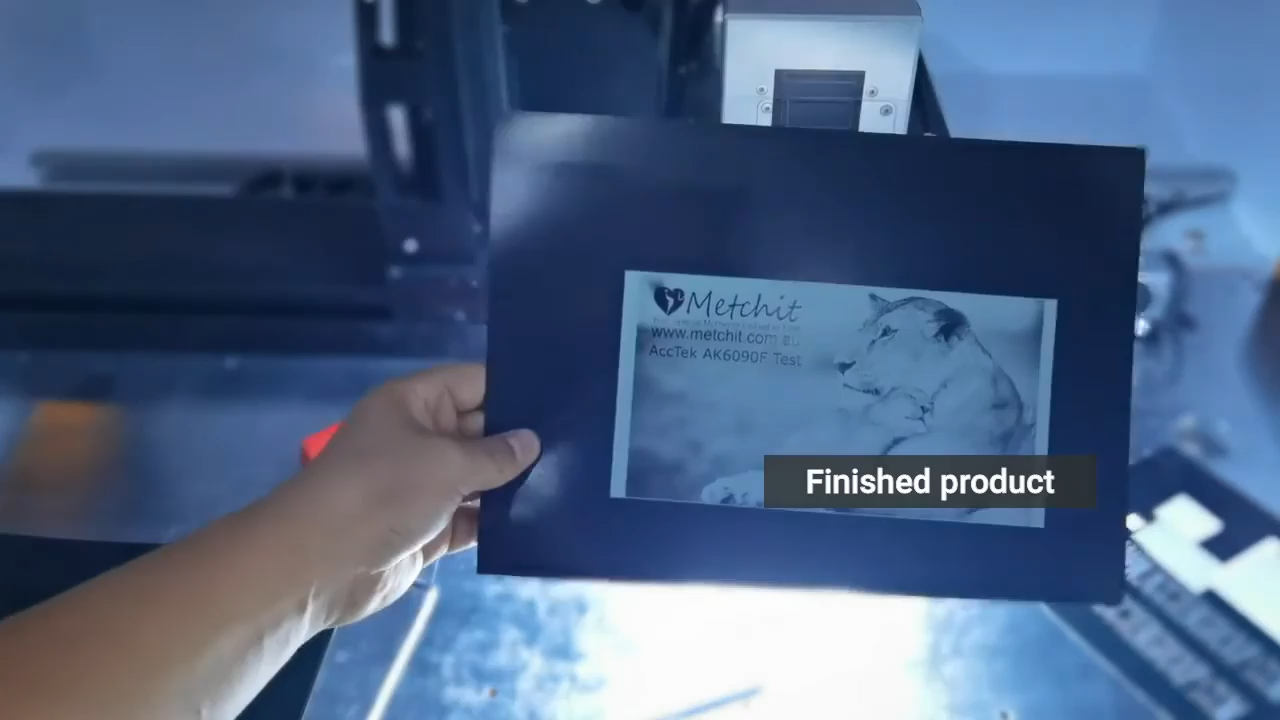 Metchit
www.metchit.com au
AccTek AK6090F Test
Finished product